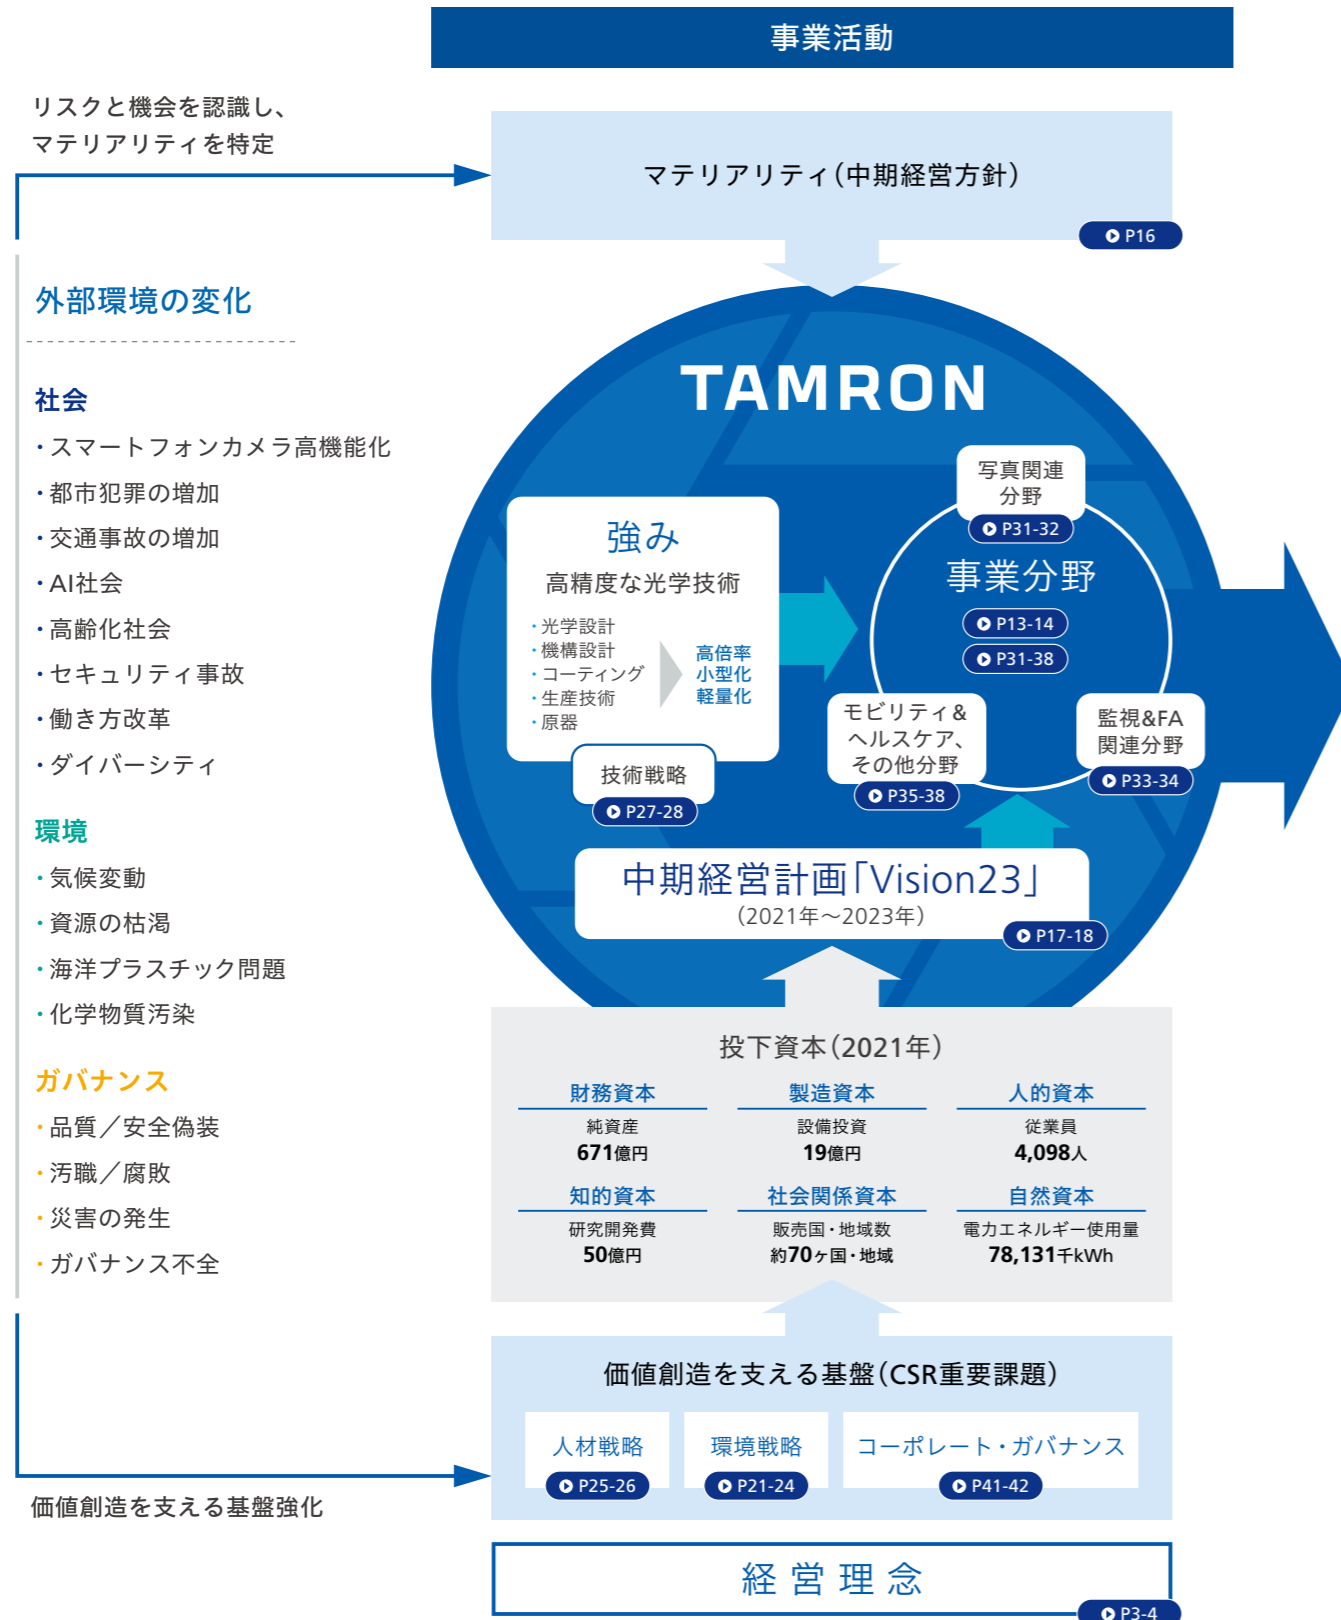 事業活動
リスクと機会を認識し、
マテリアリティを特定
マテリアリティ(中期経営方針)
P16
外部環境の変化
社会
・スマートフォンカメラ高機能化
・都市犯罪の増加
・交通事故の増加
・AI社会
・高齢化社会
・セキュリティ事故
・働き方改革
・ダイバーシティ
環境
・気候変動
・資源の枯渇
・海洋プラスチック問題
・化学物質汚染
ガバナンス
・品質／安全偽装
・汚職／腐敗
・災害の発生
・ガバナンス不全
TAMRON
強み
高精度な光学技術
・光学設計
・機構設計
・コーティング
・生産技術
・原器
高倍率
小型化
軽量化
技術戦略
P27-28
写真関連
分野
P31-32
事業分野
P13-14
P31-38
モビリティ&
ヘルスケア、
その他分野
P35-38
監視&FA
関連分野
P33-34
中期経営計画「Vision23」
(2021年～2023年)
P17-18
投下資本(2021年)
財務資本
純資産
671億円
製造資本
設備投資
19億円
人的資本
従業員
4,098人
知的資本
研究開発費
50億円
社会関係資本
販売国・地域数
約70ヶ国・地域
自然資本
電力エネルギー使用量
78,131千kWh
価値創造を支える基盤(CSR重要課題)
人材戦略
P25-26
環境戦略
P21-24
コーポレート・ガバナンス
P41-42
価値創造を支える基盤強化
経営理念
P3-4